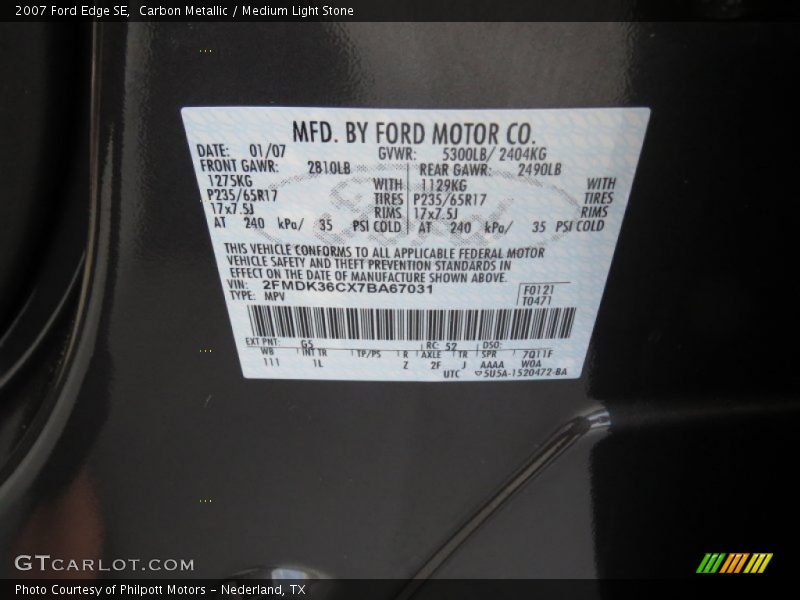 2007 Ford Edge SE,  Carbon Metallic / Medium Light Stone
MFD. BY FORD MOTOR CO.
DATE: 01/07 GVWR: 5300LB/ 2404KG
FRONT GAWR: 2810LB REAR GAWR: 2490LB
1275KG WITH 1129KG WITH
P235/65R17 TIRES P235/65R17 TIRES
17x7.5J RIMS 17x7.5J RIMS
AT 240 kPa/ 35 PSI COLD AT 240 kPa/ 35 PSI COLD
THIS VEHICLE CONFORMS TO ALL APPLICABLE FEDERAL MOTOR
VEHICLE SAFETY AND THEFT PREVENTION STANDARDS IN
EFFECT ON THE DATE OF MANUFACTURE SHOWN ABOVE.
VIN: 2FMDK36CX7BA67031 F0121
TYPE: MPV T0471
EXT PNT: G5 RC: 52 DSO:
WB INT TR TP/PS R AXLE TR SPR 7Q11F
111 1L Z 2F J AAAA W0A
UTC 5U5A-1520472-BA
Ford
GTCARLOT.COM
Photo Courtesy of Philpott Motors - Nederland, TX